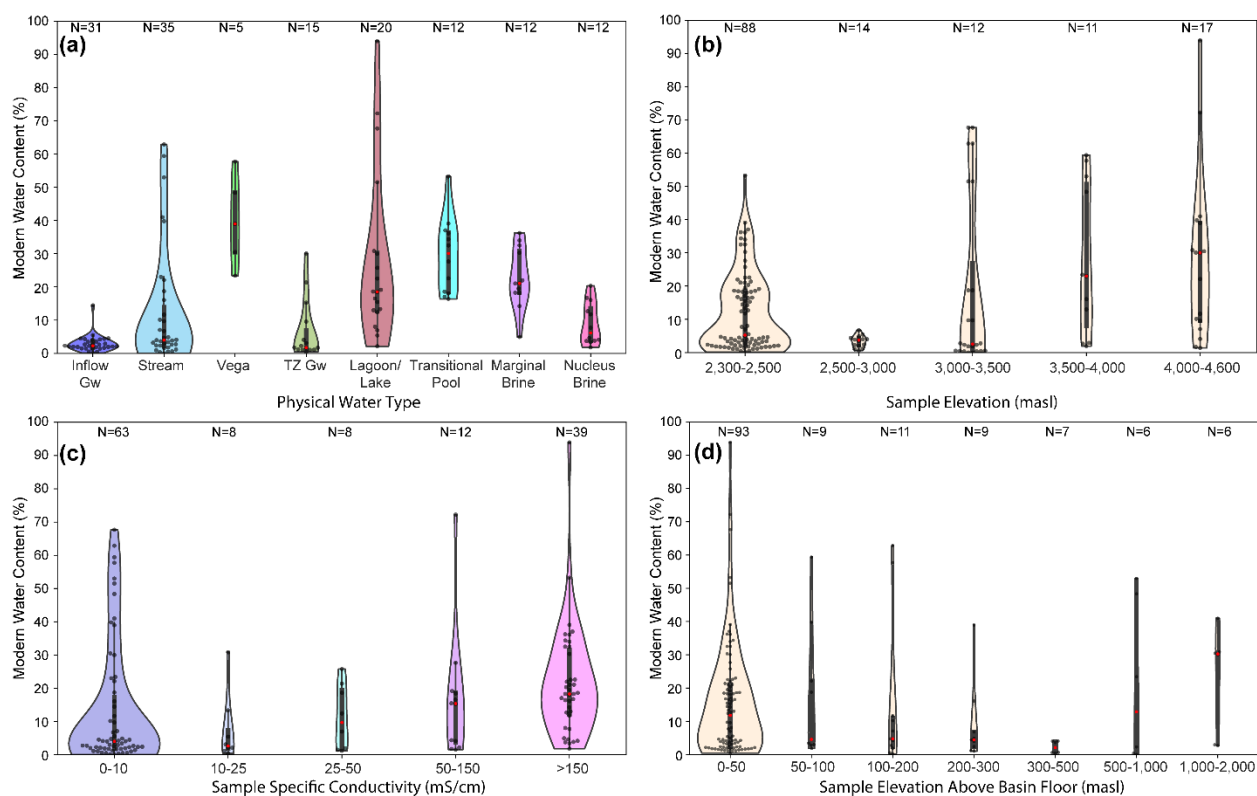 N=31 N=35 N=5 N=15 N=20 N=12 N=12 N=12
(a)
Modern Water Content (%)
100
90
80
70
60
50
40
30
20
10
0
Inflow Gw
Stream
Vega
TZ Gw
Lagoon/ Lake
Transitional Pool
Marginal Brine
Nucleus Brine
Physical Water Type
N=88 N=14 N=12 N=11 N=17
(b)
Modern Water Content (%)
100
90
80
70
60
50
40
30
20
10
0
2,300-2,500 2,500-3,000 3,000-3,500 3,500-4,000 4,000-4,600
Sample Elevation (masl)
N=63 N=8 N=8 N=12 N=39
(c)
Modern Water Content (%)
100
90
80
70
60
50
40
30
20
10
0
0-10 10-25 25-50 50-150 >150
Sample Specific Conductivity (mS/cm)
N=93 N=9 N=11 N=9 N=7 N=6 N=6
(d)
Modern Water Content (%)
100
90
80
70
60
50
40
30
20
10
0
0-50 50-100 100-200 200-300 300-500 500-1,000 1,000-2,000
Sample Elevation Above Basin Floor (masl)